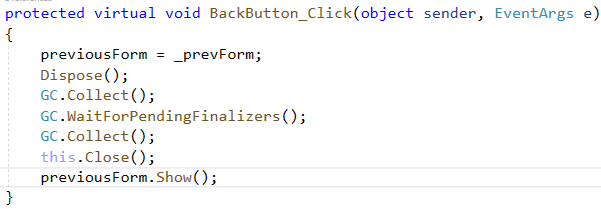 protected virtual void BackButton_Click(object sender, EventArgs e)
{
previousForm = _prevForm;
Dispose();
GC.Collect();
GC.WaitForPendingFinalizers();
GC.Collect();
this.Close();
previousForm.Show();
}